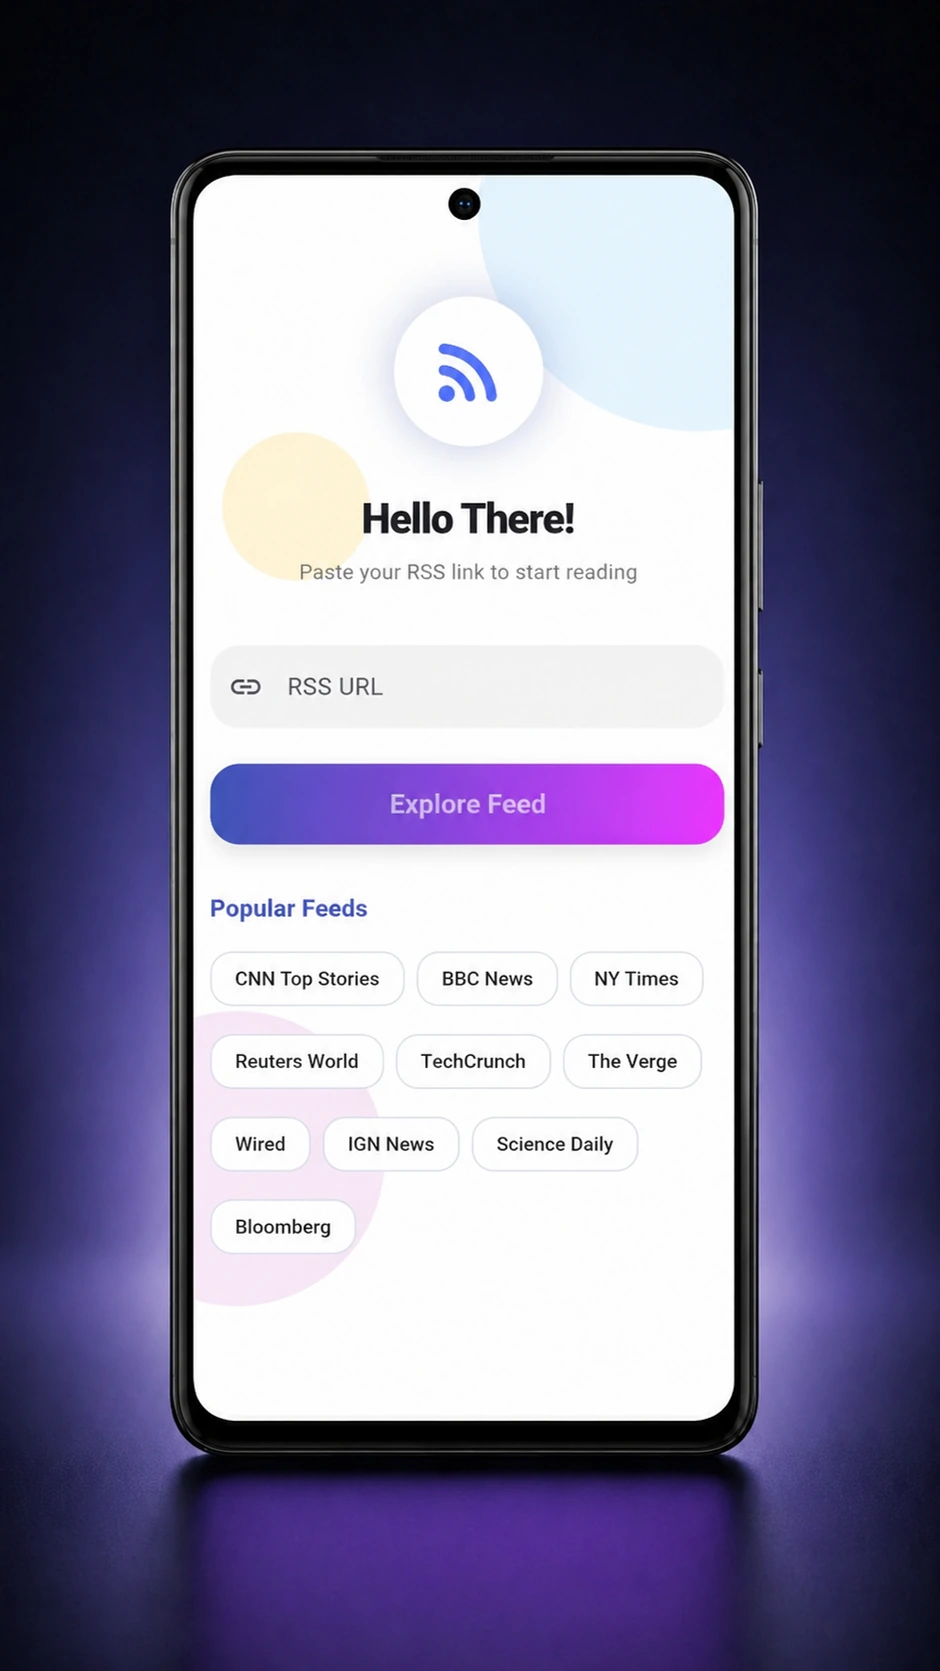 Hello There!
Paste your RSS link to start reading
RSS URL
Explore Feed
Popular Feeds
CNN Top Stories
BBC News
NY Times
Reuters World
TechCrunch
The Verge
Wired
IGN News
Science Daily
Bloomberg